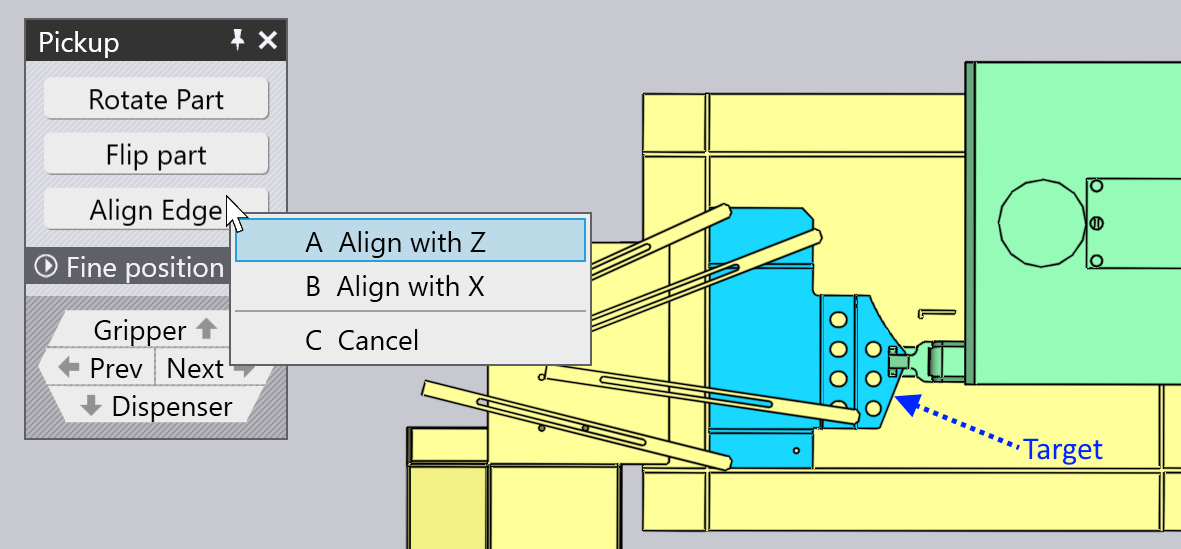 Pickup
Rotate Part
Flip part
Align Edge
A Align with Z
B Align with X
C Cancel
Fine position
Gripper
Prev
Next
Dispenser
Target